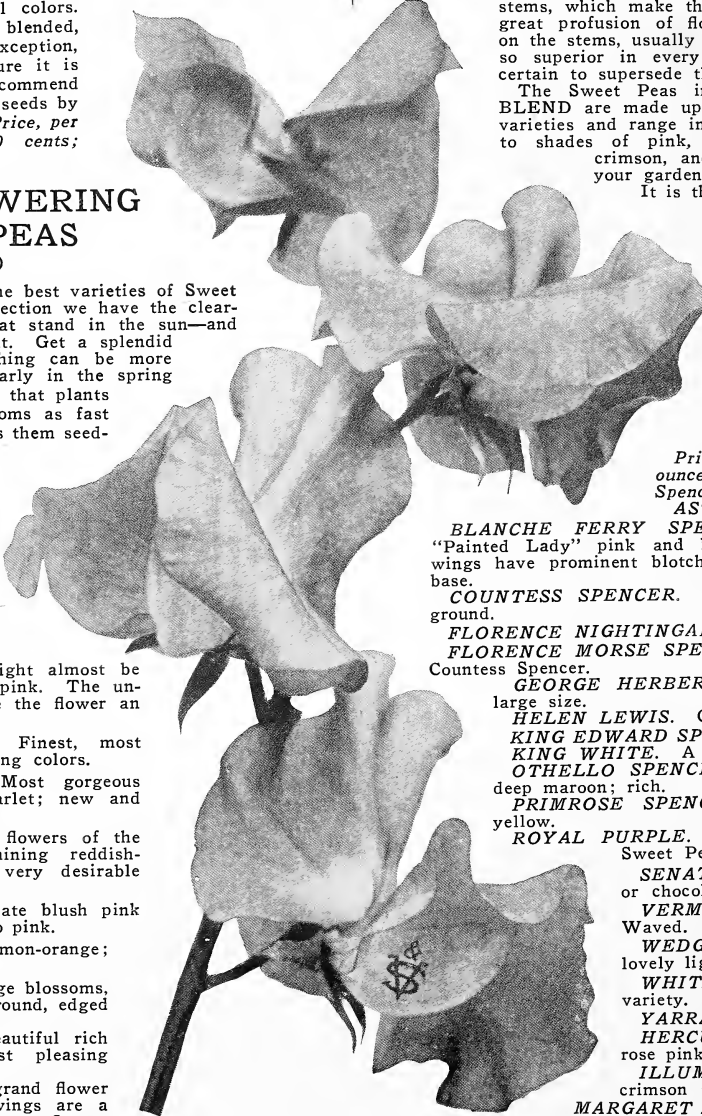 l colors.
blended,
xception,
ure it is
commend
seeds by
Price, per
0 cents;
WERING
PEAS
he best varieties of Sweet
ection we have the clear-
at stand in the sun—and
t. Get a splendid
hing can be more
arly in the spring
that plants
oms as fast
s them seed-
ight almost be
pink. The un-
e the flower an
Finest, most
ng colors.
Most gorgeous
arlet; new and
flowers of the
ining reddish-
very desirable
ate blush pink
o pink.
mon-orange;
ge blossoms,
round, edged
eautiful rich
st pleasing
grand flower
wings are a
stems, which make th
great profusion of flo
on the stems, usually
so superior in every
certain to supersede t
The Sweet Peas i
BLEND are made up
varieties and range in
to shades of pink,
crimson, an
your garden
It is th
Pri
ounce
Spenc
AS
BLANCHE FERRY SPE
“Painted Lady” pink and
wings have prominent blotch
base.
COUNTESS SPENCER.
ground.
FLORENCE NIGHTINGA
FLORENCE MORSE SPE
Countess Spencer.
GEORGE HERBER
large size.
HELEN LEWIS.
KING EDWARD SP
KING WHITE. A
OTHELLO SPENC
deep maroon; rich.
PRIMROSE SPENC
yellow.
ROYAL PURPLE.
Sweet Pe
SENAT
or chocol
VERM
Waved.
WEDG
lovely lig
WHIT
variety.
YARRA
HERCU
rose pink
ILLUM
crimson
MARGARET